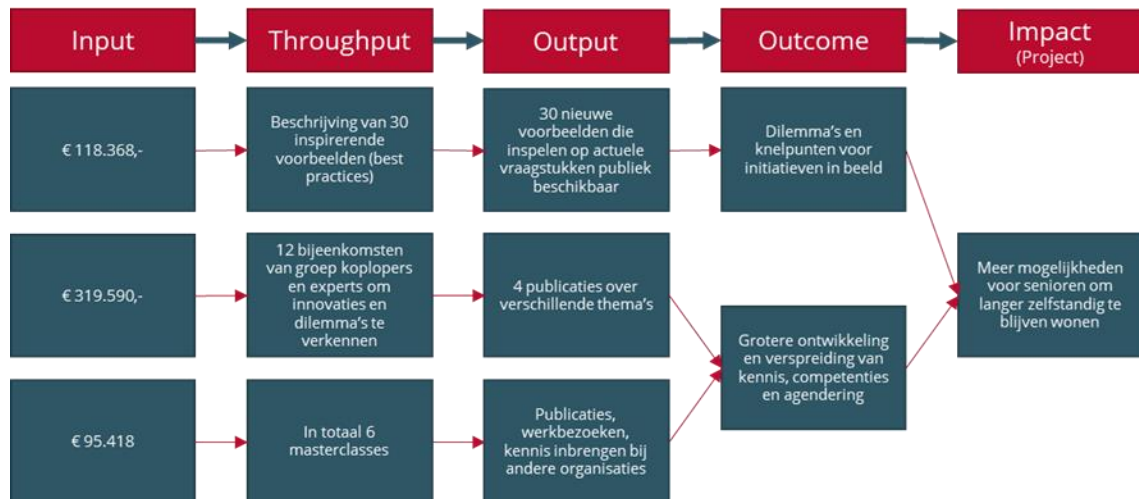 Input
Throughput
Output
Outcome
Impact
(Project)
€ 118.368,-
Beschrijving van 30
inspirerende
voorbeelden (best
practices)
30 nieuwe
voorbeelden die
inspelen op actuele
vraagstukken publiek
beschikbaar
Dilemma's en
knelpunten voor
initiatieven in beeld
€ 319.590,-
12 bijeenkomsten
van groep koplopers
en experts om
innovaties en
dilemma's te
verkennen
4 publicaties over
verschillende thema's
Grotere ontwikkeling
en verspreiding van
kennis, competenties
en agendering
Meer mogelijkheden
voor senioren om
langer zelfstandig te
blijven wonen
€ 95.418
In totaal 6
masterclasses
Publicaties,
werkbezoeken,
kennis inbrengen bij
andere organisaties